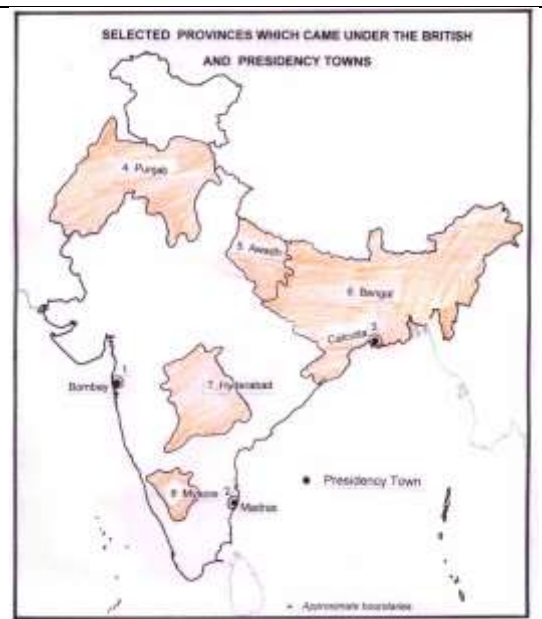 SELECTED PROVINCES WHICH CAME UNDER THE BRITISH
AND PRESIDENCY TOWNS
4. Punjab
5. Awadh
6. Bengal
Calcutta 3
1
Bombay
7. Hyderabad
8. Mysore 2
Madras
Presidency Town
Approximate boundaries